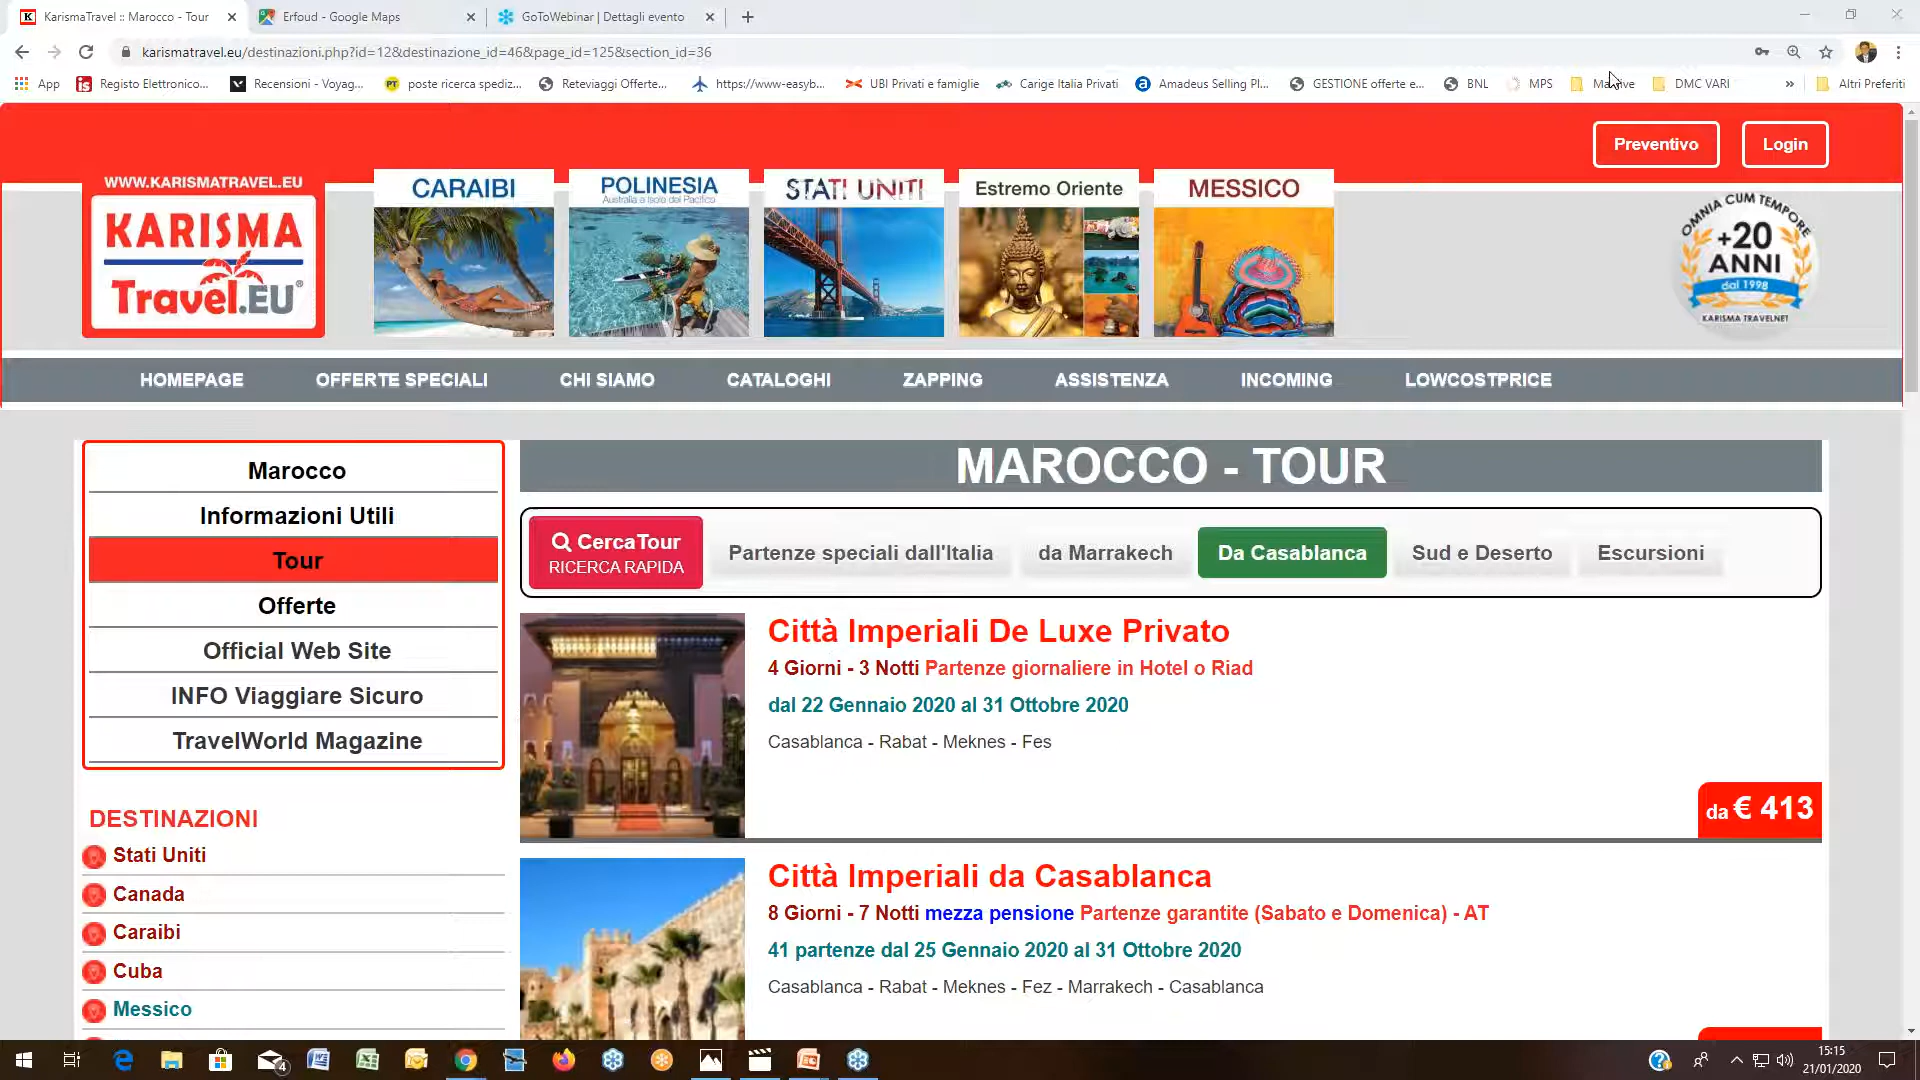 KarismaTravel :: Marocco - Tour
Erfoud - Google Maps
GoToWebinar | Dettagli evento
karismatravel.eu/destinazioni.php?id=12&destinazione_id=46&page_id=125&section_id=36
App
Registo Elettronico...
Recensioni - Voyag...
poste ricerca spediz...
Reteviaggi Offerte...
https://www-easyb...
UBI Privati e famiglie
Carige Italia Privati
Amadeus Selling Pl...
GESTIONE offerte e...
BNL
MPS
DMC VARI
Altri Preferiti
Preventivo
Login
WWW.KARISMATRAVEL.EU
KARISMA
Travel.EU®
CARAIBI
POLINESIA
Australia e Isole del Pacifico
STATI UNITI
Estremo Oriente
MESSICO
OMNIA CUM TEMPORE
+20
ANNI
dal 1998
KARISMA TRAVELNET
HOMEPAGE
OFFERTE SPECIALI
CHI SIAMO
CATALOGHI
ZAPPING
ASSISTENZA
INCOMING
LOWCOSTPRICE
Marocco
Informazioni Utili
Tour
Offerte
Official Web Site
INFO Viaggiare Sicuro
TravelWorld Magazine
DESTINAZIONI
Stati Uniti
Canada
Caraibi
Cuba
Messico
MAROCCO - TOUR
CercaTour
RICERCA RAPIDA
Partenze speciali dall'Italia
da Marrakech
Da Casablanca
Sud e Deserto
Escursioni
Città Imperiali De Luxe Privato
4 Giorni - 3 Notti Partenze giornaliere in Hotel o Riad
dal 22 Gennaio 2020 al 31 Ottobre 2020
Casablanca - Rabat - Meknes - Fes
da € 413
Città Imperiali da Casablanca
8 Giorni - 7 Notti mezza pensione Partenze garantite (Sabato e Domenica) - AT
41 partenze dal 25 Gennaio 2020 al 31 Ottobre 2020
Casablanca - Rabat - Meknes - Fez - Marrakech - Casablanca
4
15:15
21/01/2020